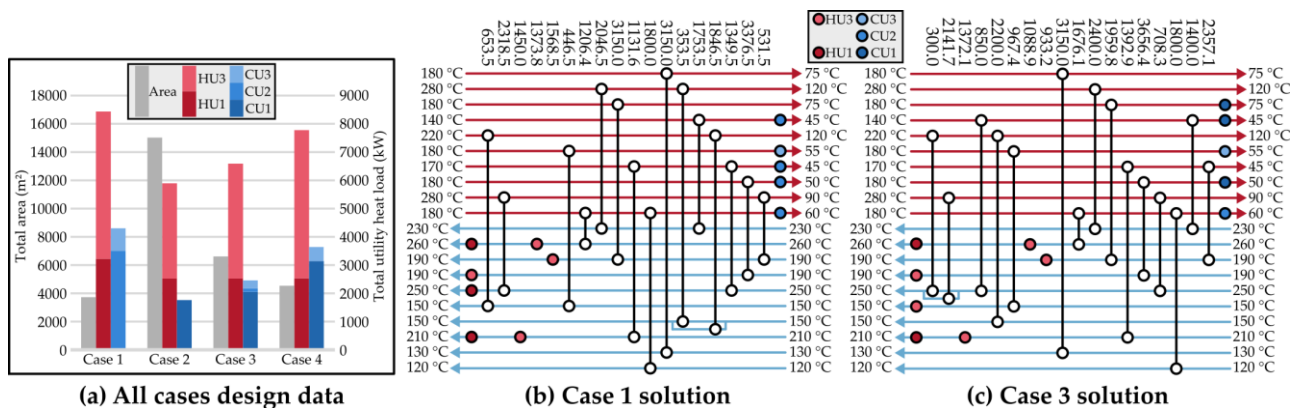 18000
16000
14000
12000
10000
8000
6000
4000
2000
0
Total area (m²)
Area
HU3
HU1
CU3
CU2
CU1
9000
8000
7000
6000
5000
4000
3000
2000
1000
0
Total utility heat load (kW)
Case 1
Case 2
Case 3
Case 4
(a) All cases design data
653.5
2318.5
1450.0
1373.8
1568.5
446.5
1206.4
2046.5
3150.0
1131.6
1800.0
3150.0
353.5
1753.5
1846.5
1349.5
3376.5
531.5
180 °C
75 °C
280 °C
120 °C
180 °C
75 °C
140 °C
45 °C
220 °C
120 °C
180 °C
55 °C
170 °C
45 °C
180 °C
50 °C
280 °C
90 °C
180 °C
60 °C
230 °C
230 °C
260 °C
260 °C
190 °C
190 °C
190 °C
190 °C
250 °C
250 °C
150 °C
150 °C
150 °C
150 °C
210 °C
210 °C
130 °C
130 °C
120 °C
120 °C
(b) Case 1 solution
HU3
HU1
CU3
CU2
CU1
300.0
2141.7
1372.1
850.0
2200.0
967.4
1088.9
933.2
3150.0
1676.1
2400.0
1959.8
1392.9
3656.4
708.3
1800.0
1400.0
2357.1
180 °C
75 °C
280 °C
120 °C
180 °C
75 °C
140 °C
45 °C
220 °C
120 °C
180 °C
55 °C
170 °C
45 °C
180 °C
50 °C
280 °C
90 °C
180 °C
60 °C
230 °C
260 °C
190 °C
190 °C
250 °C
150 °C
150 °C
210 °C
130 °C
120 °C
(c) Case 3 solution